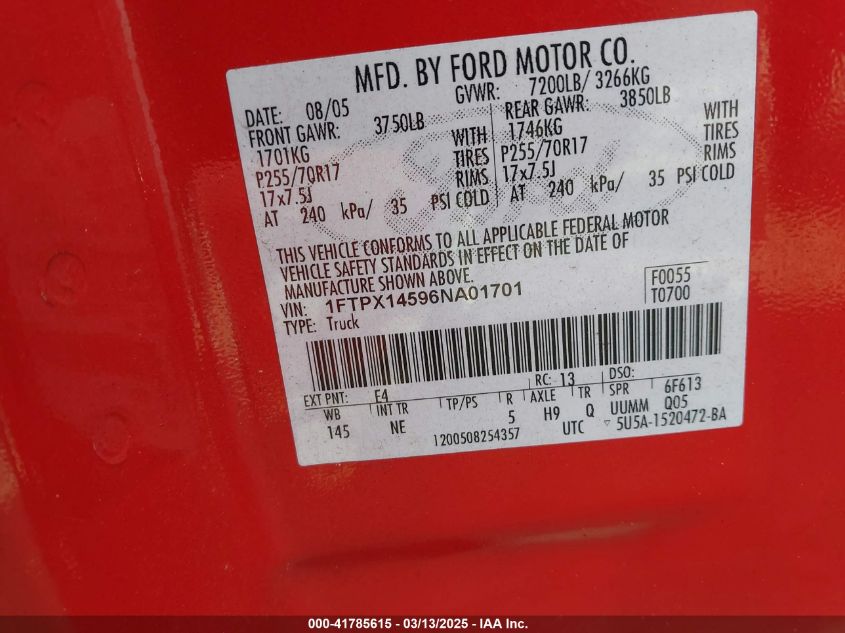 MFD. BY FORD MOTOR CO.
DATE: 08/05 GVWR: 7200LB/ 3266KG
FRONT GAWR: 3750LB REAR GAWR: 3850LB
1701KG WITH 1746KG WITH
P255/70R17 TIRES P255/70R17 TIRES
17x7.5J RIMS 17x7.5J RIMS
AT 240 kPa/ 35 PSI COLD AT 240 kPa/ 35 PSI COLD
THIS VEHICLE CONFORMS TO ALL APPLICABLE FEDERAL MOTOR
VEHICLE SAFETY STANDARDS IN EFFECT ON THE DATE OF
MANUFACTURE SHOWN ABOVE.
VIN: 1FTPX14596NA01701 F0055
TYPE: Truck T0700
EXT PNT: E4 RC: 13 DSO:
WB INT TR TP/PS R AXLE TR SPR 6F613
145 NE 5 H9 Q UUMM Q05
1200508254357 UTC ▽ 5U5A-1520472-BA
000-41785615 / 03/13/2025 - IAA Inc.